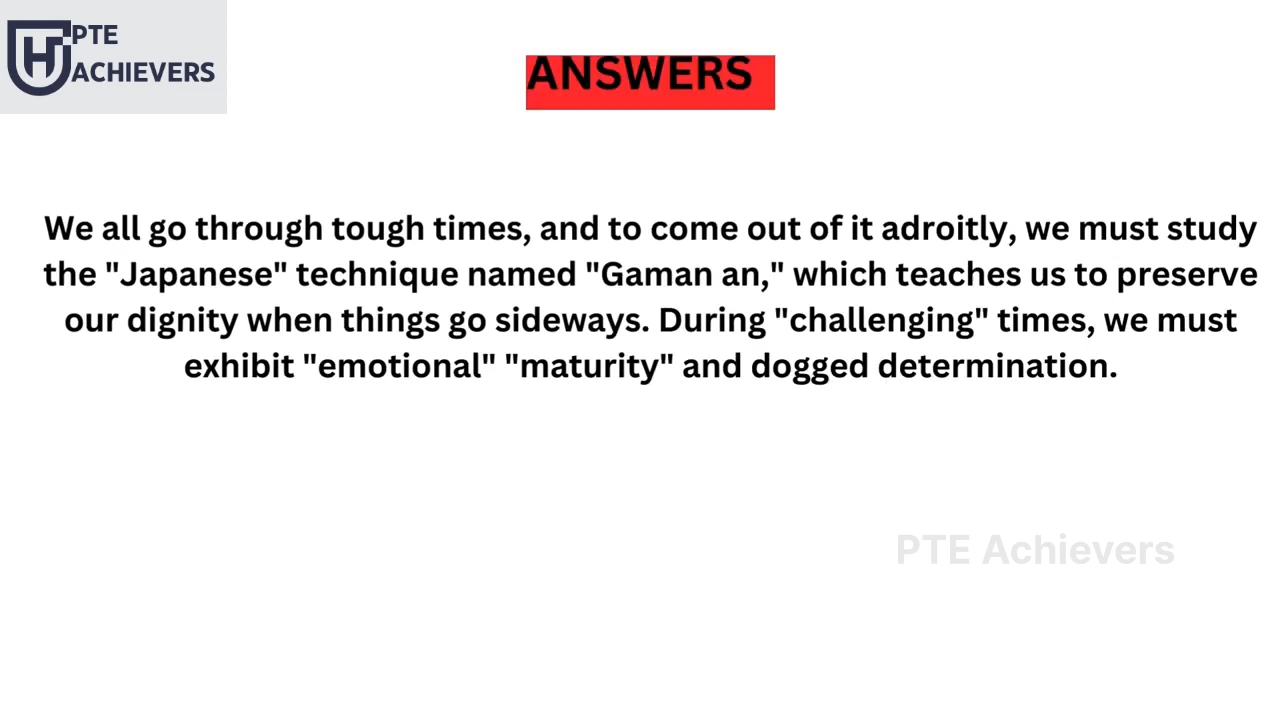 PTE
ACHIEVERS
ANSWERS
We all go through tough times, and to come out of it adroitly, we must study
the "Japanese" technique named "Gaman an," which teaches us to preserve
our dignity when things go sideways. During "challenging" times, we must
exhibit "emotional" "maturity" and dogged determination.
PTE Achievers